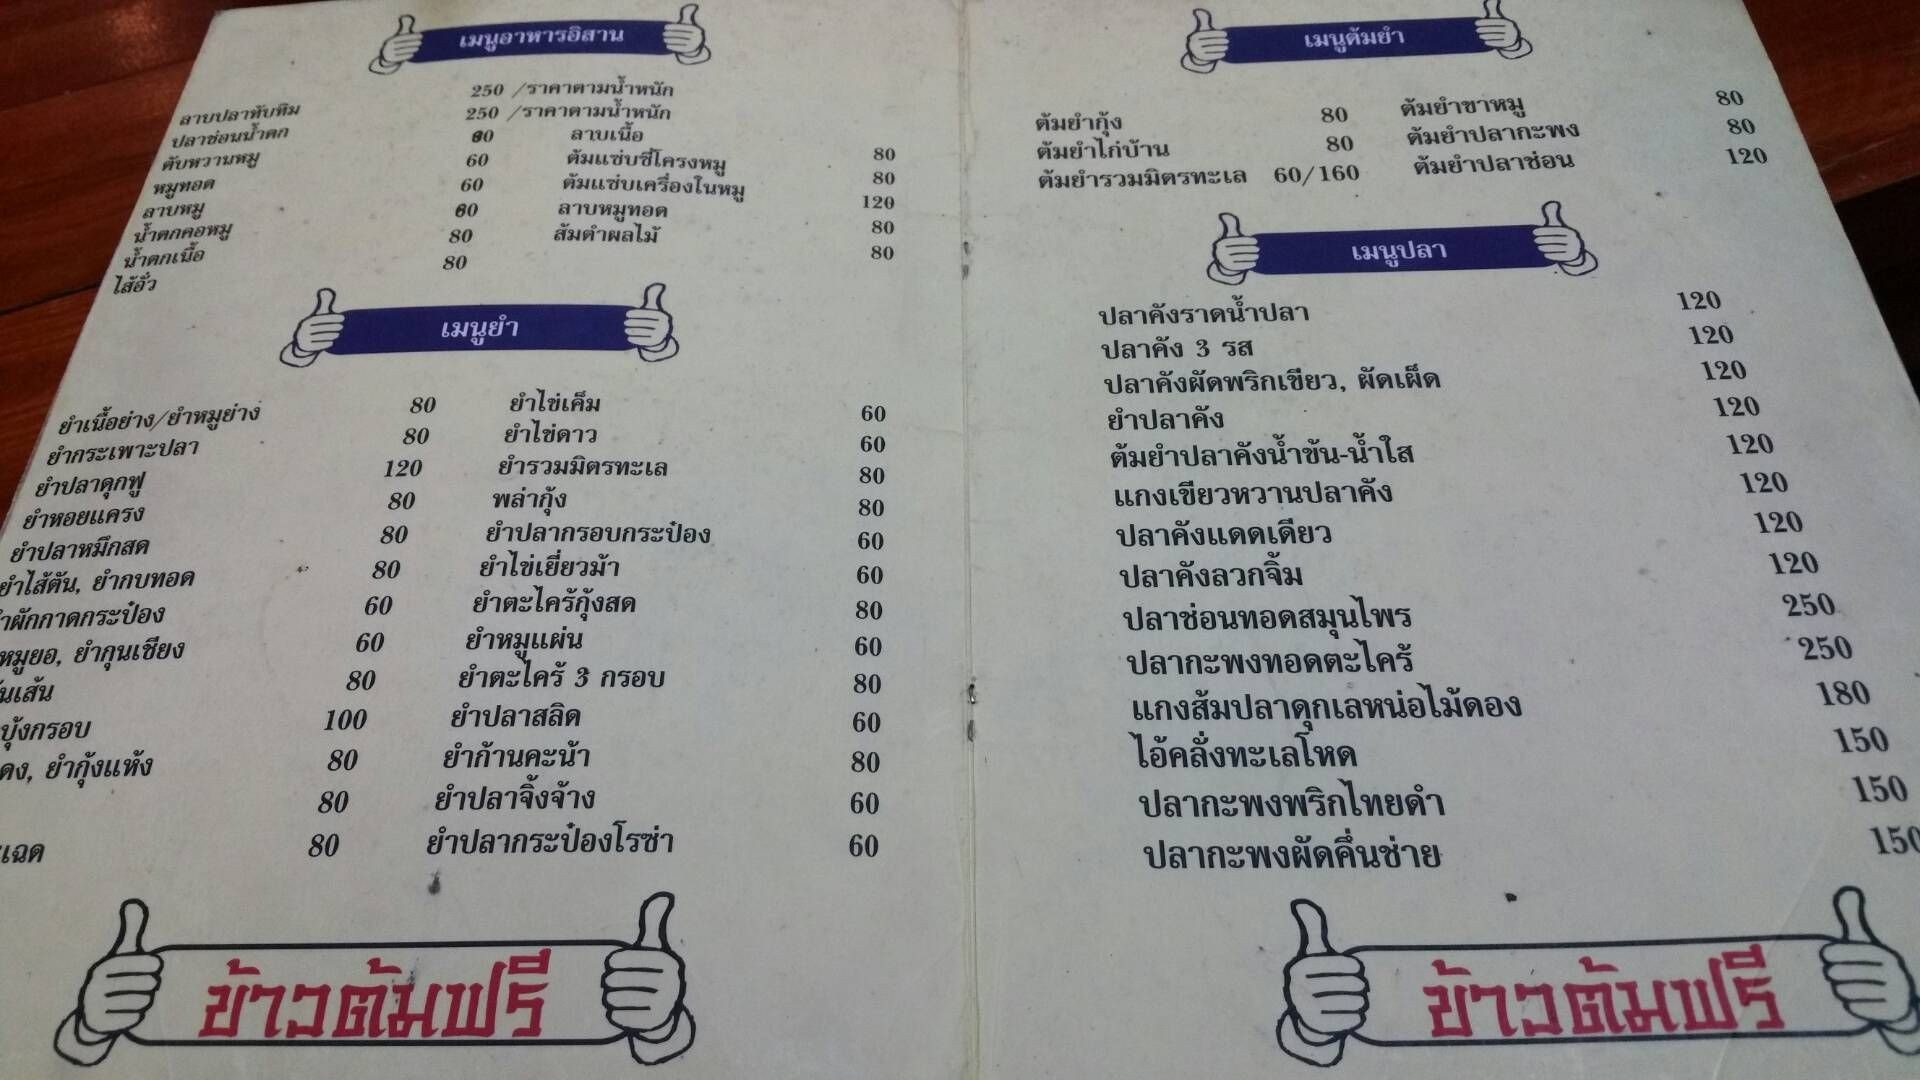 เมนูอาหารอิสาน
ลาบปลาทับทิม 250 /ราคาตามน้ำหนัก
ปลาช่อนน้ำตก 250 /ราคาตามน้ำหนัก
ตับหวานหมู 60 ลาบเนื้อ 80
หมูทอด 60 ต้มแซ่บซี่โครงหมู 80
ลาบหมู 60 ต้มแซ่บเครื่องในหมู 120
น้ำตกคอหมู 60 ลาบหมูทอด 80
น้ำตกเนื้อ 80 ส้มตำผลไม้ 80
ไส้อั่ว 80
เมนูยำ
ยำเนื้อย่าง/ยำหมูย่าง 80 ยำไข่เค็ม 60
ยำกระเพาะปลา 80 ยำไข่ดาว 60
ยำปลาดุกฟู 120 ยำรวมมิตรทะเล 80
ยำหอยแครง 80 พล่ากุ้ง 80
ยำปลาหมึกสด 80 ยำปลากรอบกระป๋อง 60
ยำไส้ตัน, ยำกบทอด 80 ยำไข่เยี่ยวม้า 60
ำผักกาดกระป๋อง 60 ยำตะไคร้กุ้งสด 80
หมูยอ, ยำกุนเชียง 60 ยำหมูแผ่น 60
้นเส้น 80 ยำตะไคร้ 3 กรอบ 80
บุ้งกรอบ 100 ยำปลาสลิด 60
ดง, ยำกุ้งแห้ง 80 ยำก้านคะน้า 80
80 ยำปลาจิ้งจ้าง 60
ะเฉด 80 ยำปลากระป๋องโรซ่า 60
ข้าวต้มฟรี
เมนูต้มยำ
ต้มยำกุ้ง 80 ต้มยำขาหมู 80
ต้มยำไก่บ้าน 80 ต้มยำปลากะพง 80
ต้มยำรวมมิตรทะเล 60/160 ต้มยำปลาช่อน 120
เมนูปลา
ปลาคังราดน้ำปลา 120
ปลาคัง 3 รส 120
ปลาคังผัดพริกเขียว, ผัดเผ็ด 120
ยำปลาคัง 120
ต้มยำปลาคังน้ำข้น-น้ำใส 120
แกงเขียวหวานปลาคัง 120
ปลาคังแดดเดียว 120
ปลาคังลวกจิ้ม 120
ปลาช่อนทอดสมุนไพร 250
ปลากะพงทอดตะไคร้ 250
แกงส้มปลาดุกเลหน่อไม้ดอง 180
ไอ้คลั่งทะเลโหด 150
ปลากะพงพริกไทยดำ 150
ปลากะพงผัดคึ่นช่าย 150
ข้าวต้มฟรี